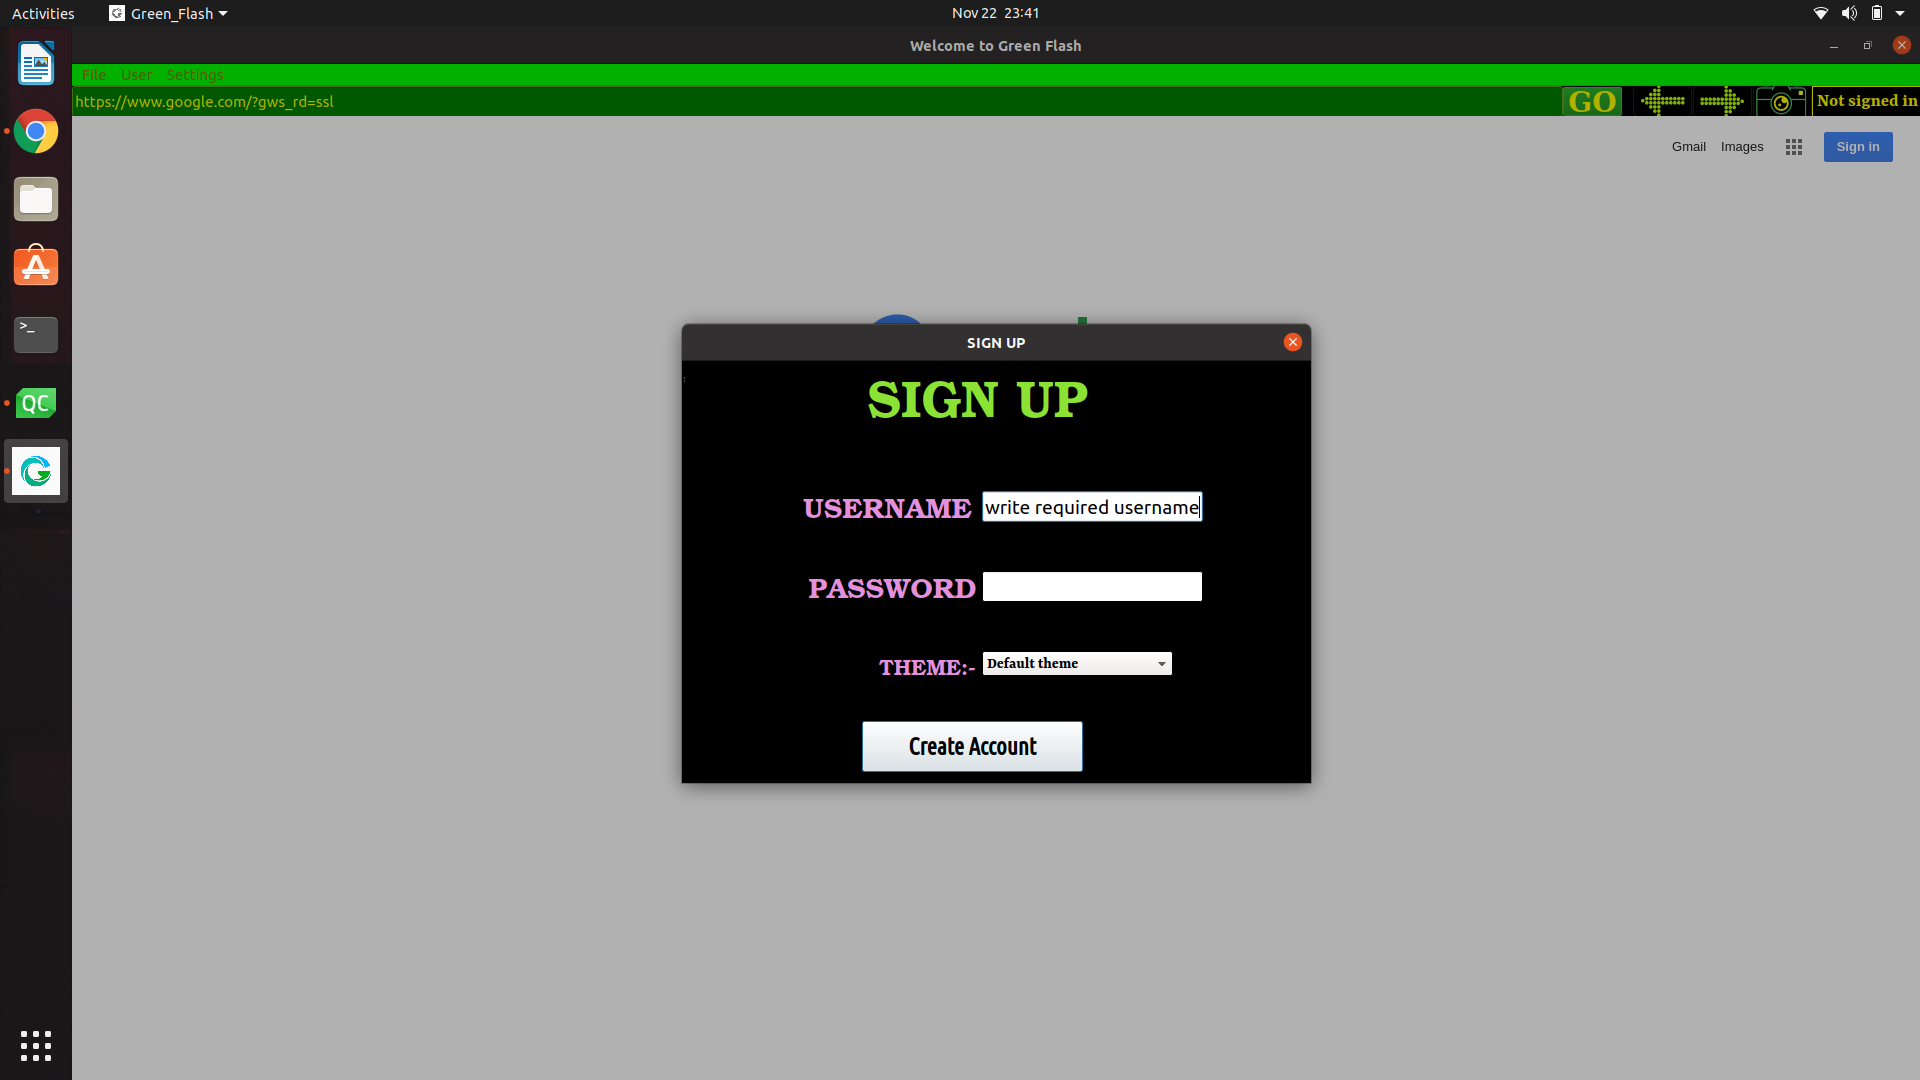 Activities
Green_Flash
Nov 22 23:41
Welcome to Green Flash
File User Settings
https://www.google.com/?gws_rd=ssl
GO
Not signed in
Gmail Images
Sign in
>_
QC
SIGN UP
SIGN UP
USERNAME write required username
PASSWORD
THEME:- Default theme
Create Account